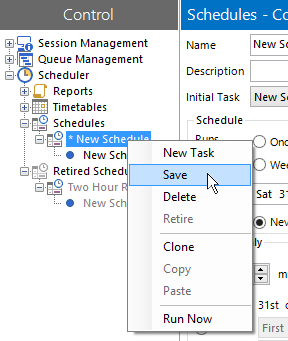 Control
Schedules - Co
Session Management
Queue Management
Scheduler
Reports
Timetables
Schedules
* New Schedule
New Sch
Retired Schedu
Two Hour R
New Sch
Name
New S
Description
Initial Task
New Sc
Schedule
Runs
Onc
Wee
Sat 31
Nev
ly
m
31st o
First
New Task
Save
Delete
Retire
Clone
Copy
Paste
Run Now